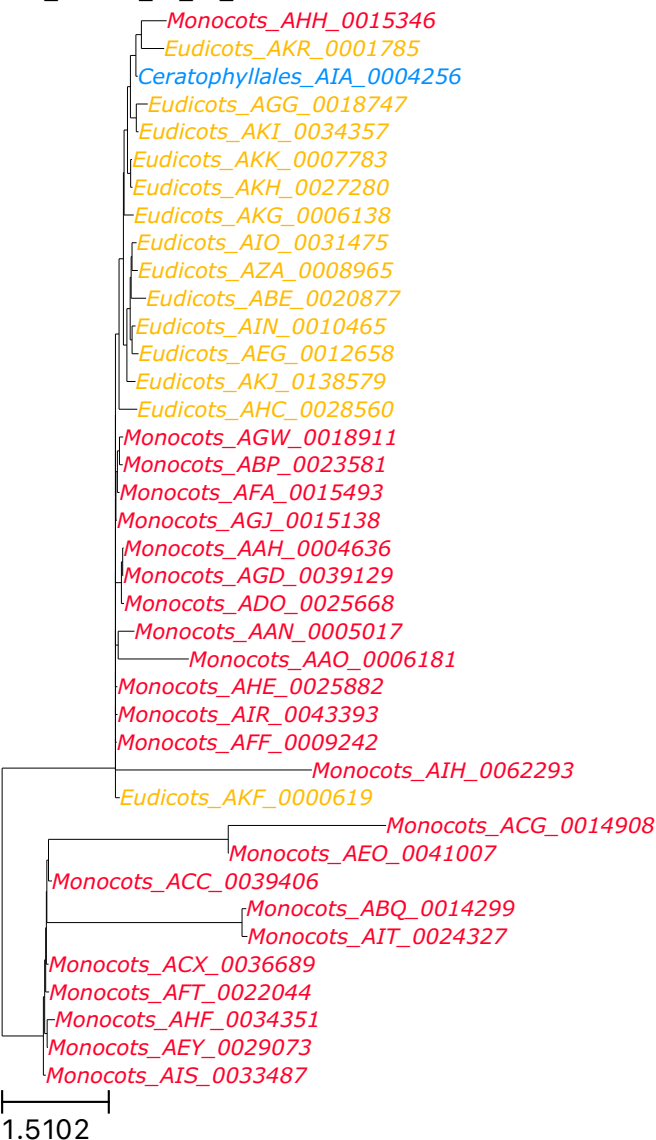 Monocots_AHH_0015346
Eudicots_AKR_0001785
Ceratophyllales_AIA_0004256
Eudicots_AGG_0018747
Eudicots_AKI_0034357
Eudicots_AKK_0007783
Eudicots_AKH_0027280
Eudicots_AKG_0006138
Eudicots_AIO_0031475
Eudicots_AZA_0008965
Eudicots_ABE_0020877
Eudicots_AIN_0010465
Eudicots_AEG_0012658
Eudicots_AKJ_0138579
Eudicots_AHC_0028560
Monocots_AGW_0018911
Monocots_ABP_0023581
Monocots_AFA_0015493
Monocots_AGJ_0015138
Monocots_AAH_0004636
Monocots_AGD_0039129
Monocots_ADO_0025668
Monocots_AAN_0005017
Monocots_AAO_0006181
Monocots_AHE_0025882
Monocots_AIR_0043393
Monocots_AFF_0009242
Monocots_AIH_0062293
Eudicots_AKF_0000619
Monocots_ACG_0014908
Monocots_AEO_0041007
Monocots_ACC_0039406
Monocots_ABQ_0014299
Monocots_AIT_0024327
Monocots_ACX_0036689
Monocots_AFT_0022044
Monocots_AHF_0034351
Monocots_AEY_0029073
Monocots_AIS_0033487
1.5102